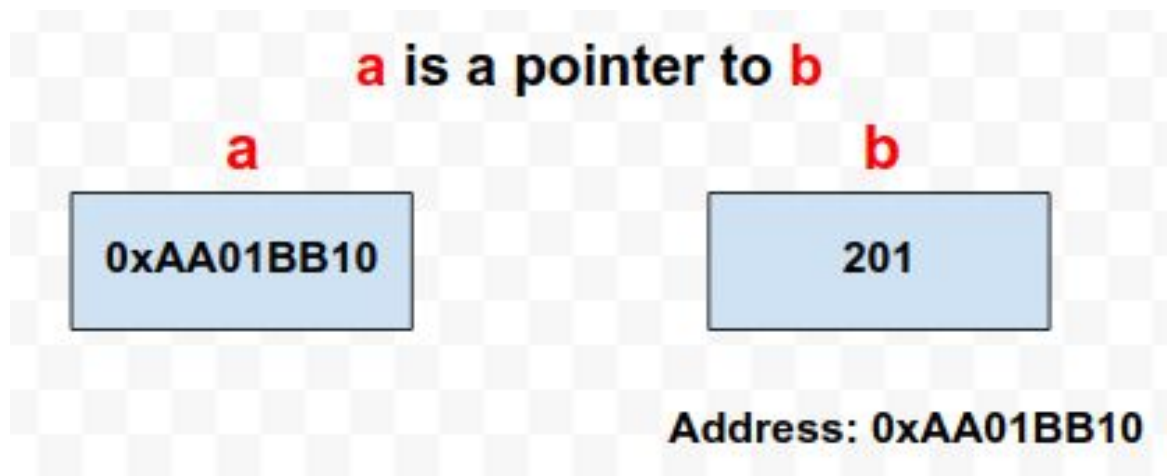 a is a pointer to b
a b
0xAA01BB10 201
Address: 0xAA01BB10